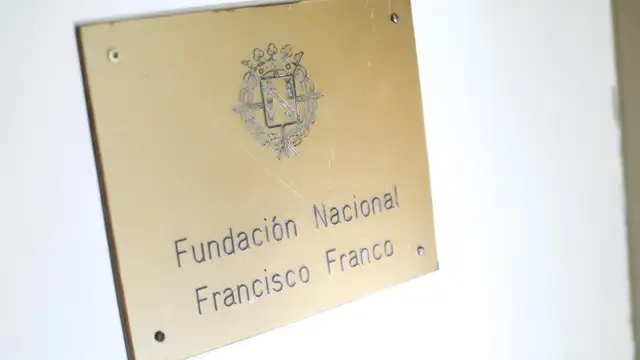 Fundación Nacional
Francisco Franco